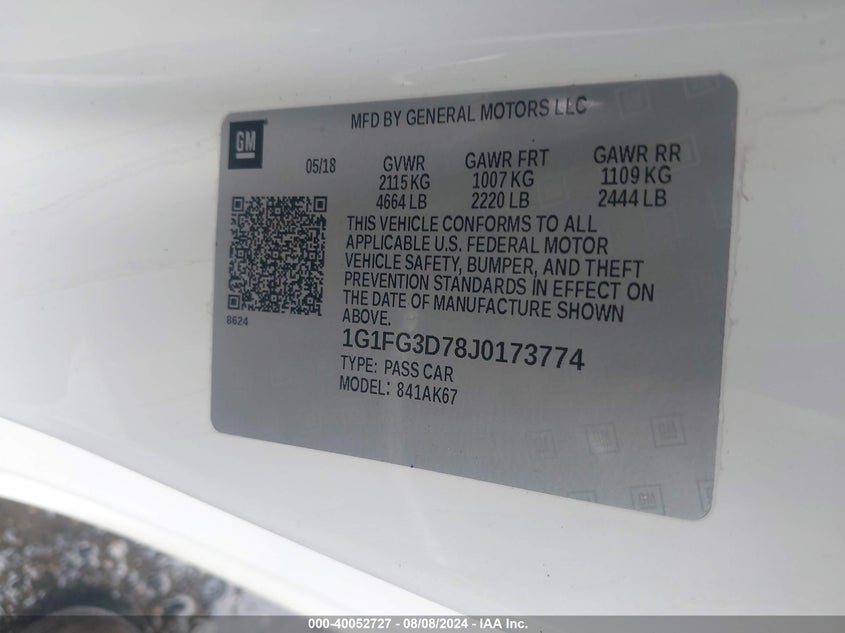 MFD BY GENERAL MOTORS LLC
GM
05/18 GVWR GAWR FRT GAWR RR
2115 KG 1007 KG 1109 KG
4664 LB 2220 LB 2444 LB
THIS VEHICLE CONFORMS TO ALL
APPLICABLE U.S. FEDERAL MOTOR
VEHICLE SAFETY, BUMPER, AND THEFT
PREVENTION STANDARDS IN EFFECT ON
THE DATE OF MANUFACTURE SHOWN
ABOVE.
8624
1G1FG3D78J0173774
TYPE: PASS CAR
MODEL: 841AK67
000-40052727 - 08/08/2024 - IAA Inc.